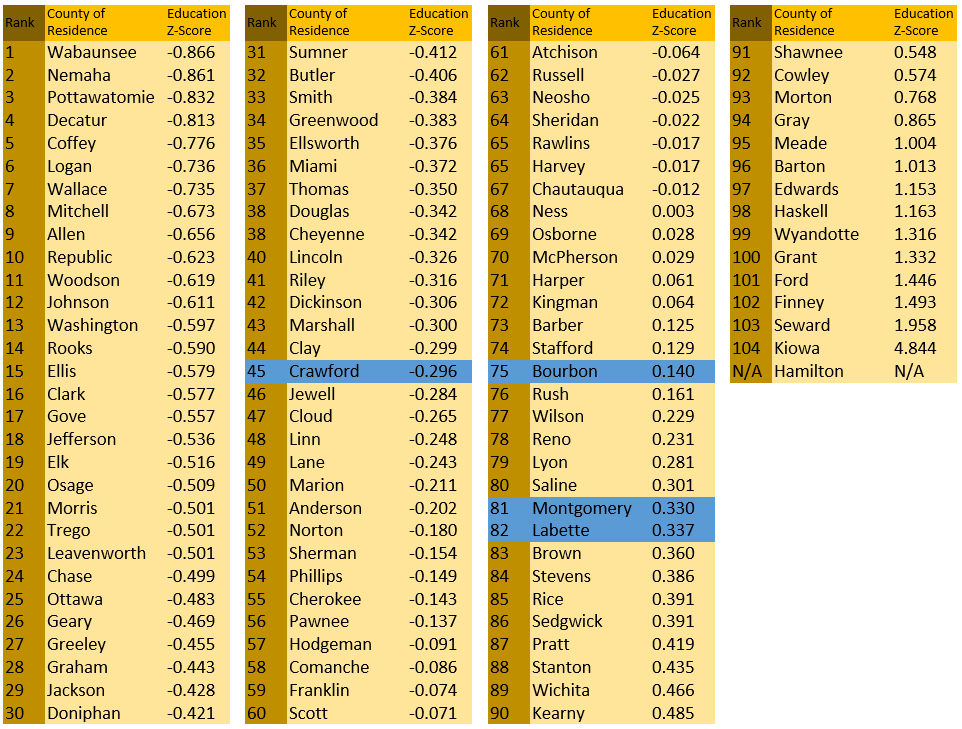 Rank County of Residence Education Z-Score
1 Wabaunsee -0.866
2 Nemaha -0.861
3 Pottawatomie -0.832
4 Decatur -0.813
5 Coffey -0.776
6 Logan -0.736
7 Wallace -0.735
8 Mitchell -0.673
9 Allen -0.656
10 Republic -0.623
11 Woodson -0.619
12 Johnson -0.611
13 Washington -0.597
14 Rooks -0.590
15 Ellis -0.579
16 Clark -0.577
17 Gove -0.557
18 Jefferson -0.536
19 Elk -0.516
20 Osage -0.509
21 Morris -0.501
22 Trego -0.501
23 Leavenworth -0.501
24 Chase -0.499
25 Ottawa -0.483
26 Geary -0.469
27 Greeley -0.455
28 Graham -0.443
29 Jackson -0.428
30 Doniphan -0.421
Rank County of Residence Education Z-Score
31 Sumner -0.412
32 Butler -0.406
33 Smith -0.384
34 Greenwood -0.383
35 Ellsworth -0.376
36 Miami -0.372
37 Thomas -0.350
38 Douglas -0.342
38 Cheyenne -0.342
40 Lincoln -0.326
41 Riley -0.316
42 Dickinson -0.306
43 Marshall -0.300
44 Clay -0.299
45 Crawford -0.296
46 Jewell -0.284
47 Cloud -0.265
48 Linn -0.248
49 Lane -0.243
50 Marion -0.211
51 Anderson -0.202
52 Norton -0.180
53 Sherman -0.154
54 Phillips -0.149
55 Cherokee -0.143
56 Pawnee -0.137
57 Hodgeman -0.091
58 Comanche -0.086
59 Franklin -0.074
60 Scott -0.071
Rank County of Residence Education Z-Score
61 Atchison -0.064
62 Russell -0.027
63 Neosho -0.025
64 Sheridan -0.022
65 Rawlins -0.017
65 Harvey -0.017
67 Chautauqua -0.012
68 Ness 0.003
69 Osborne 0.028
70 McPherson 0.029
71 Harper 0.061
72 Kingman 0.064
73 Barber 0.125
74 Stafford 0.129
75 Bourbon 0.140
76 Rush 0.161
77 Wilson 0.229
78 Reno 0.231
79 Lyon 0.281
80 Saline 0.301
81 Montgomery 0.330
82 Labette 0.337
83 Brown 0.360
84 Stevens 0.386
85 Rice 0.391
86 Sedgwick 0.391
87 Pratt 0.419
88 Stanton 0.435
89 Wichita 0.466
90 Kearny 0.485
Rank County of Residence Education Z-Score
91 Shawnee 0.548
92 Cowley 0.574
93 Morton 0.768
94 Gray 0.865
95 Meade 1.004
96 Barton 1.013
97 Edwards 1.153
98 Haskell 1.163
99 Wyandotte 1.316
100 Grant 1.332
101 Ford 1.446
102 Finney 1.493
103 Seward 1.958
104 Kiowa 4.844
N/A Hamilton N/A